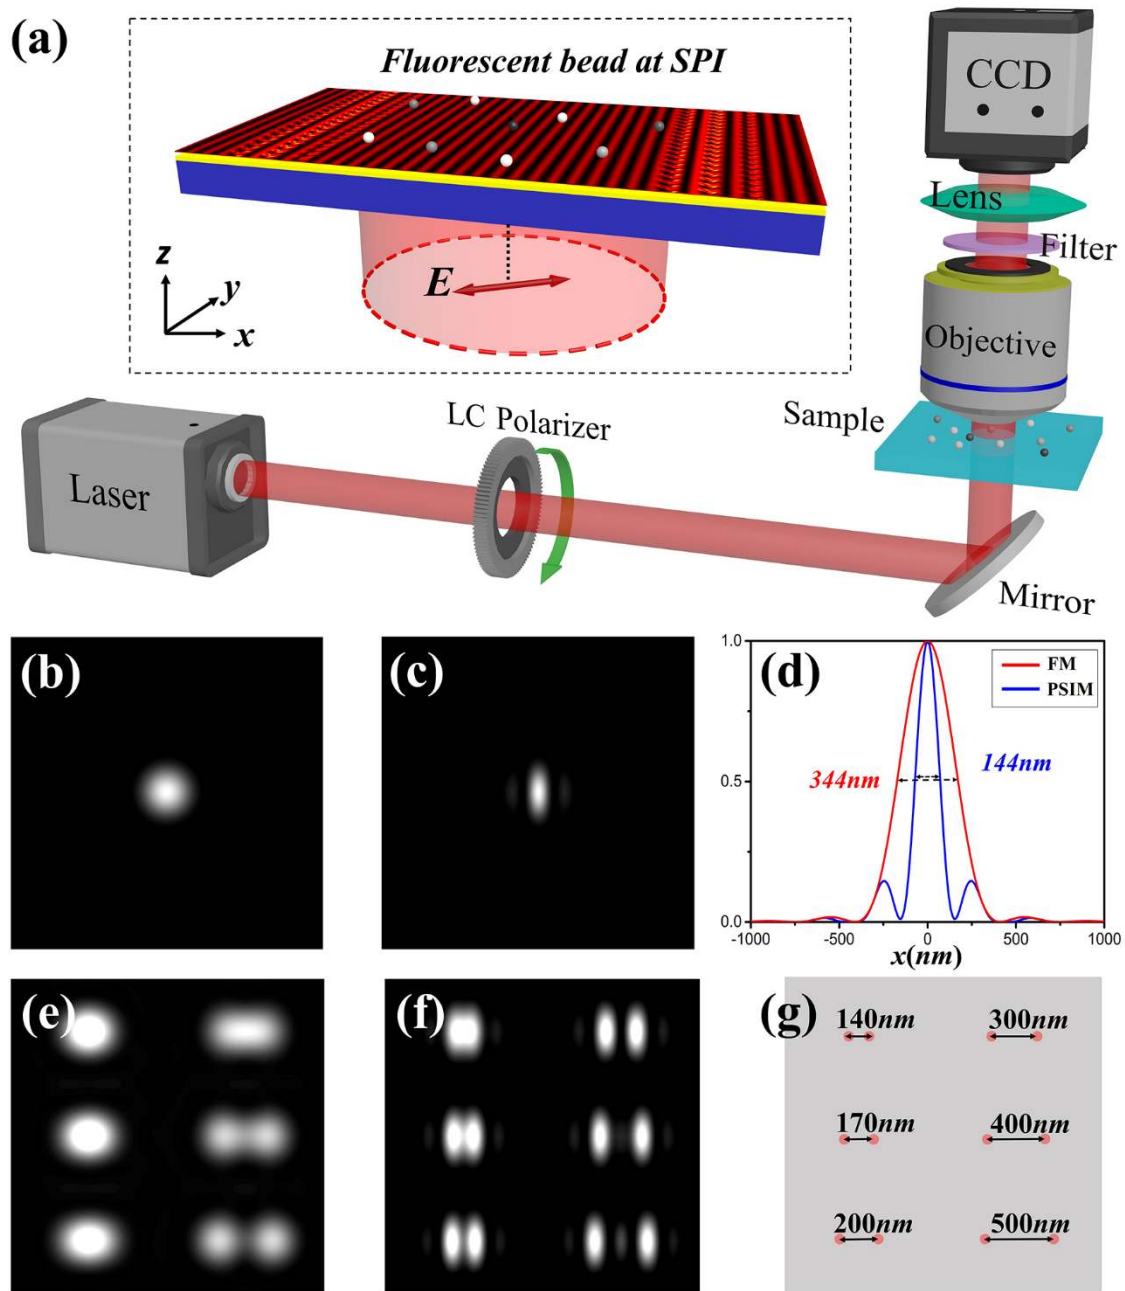 (a)
Fluorescent bead at SPI
E
z
y
x
CCD
Lens
Filter
Objective
Sample
LC Polarizer
Laser
Mirror
(b)
(c)
(d)
1.0
0.5
0.0
FM
PSIM
344nm
144nm
-1000
-500
0
500
1000
x(nm)
(e)
(f)
(g)
140nm
300nm
170nm
400nm
200nm
500nm